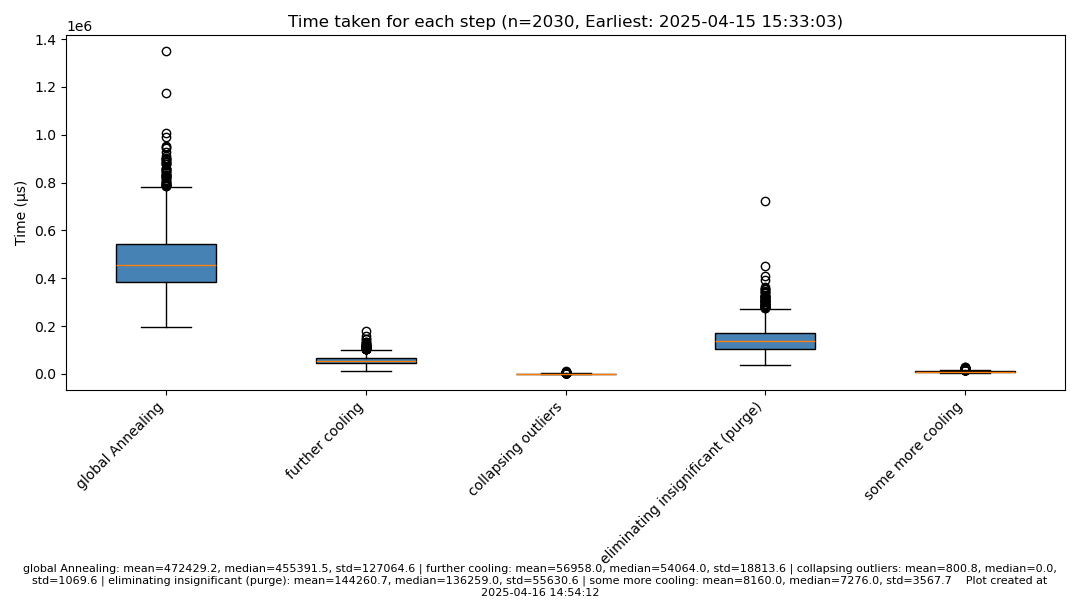 Time taken for each step (n=2030, Earliest: 2025-04-15 15:33:03)
1e6
1.4
1.2
1.0
0.8
0.6
0.4
0.2
0.0
Time (µs)
global Annealing
further cooling
collapsing outliers
eliminating insignificant (purge)
some more cooling
global Annealing: mean=472429.2, median=455391.5, std=127064.6 | further cooling: mean=56958.0, median=54064.0, std=18813.6 | collapsing outliers: mean=800.8, median=0.0,
std=1069.6 | eliminating insignificant (purge): mean=144260.7, median=136259.0, std=55630.6 | some more cooling: mean=8160.0, median=7276.0, std=3567.7    Plot created at
2025-04-16 14:54:12